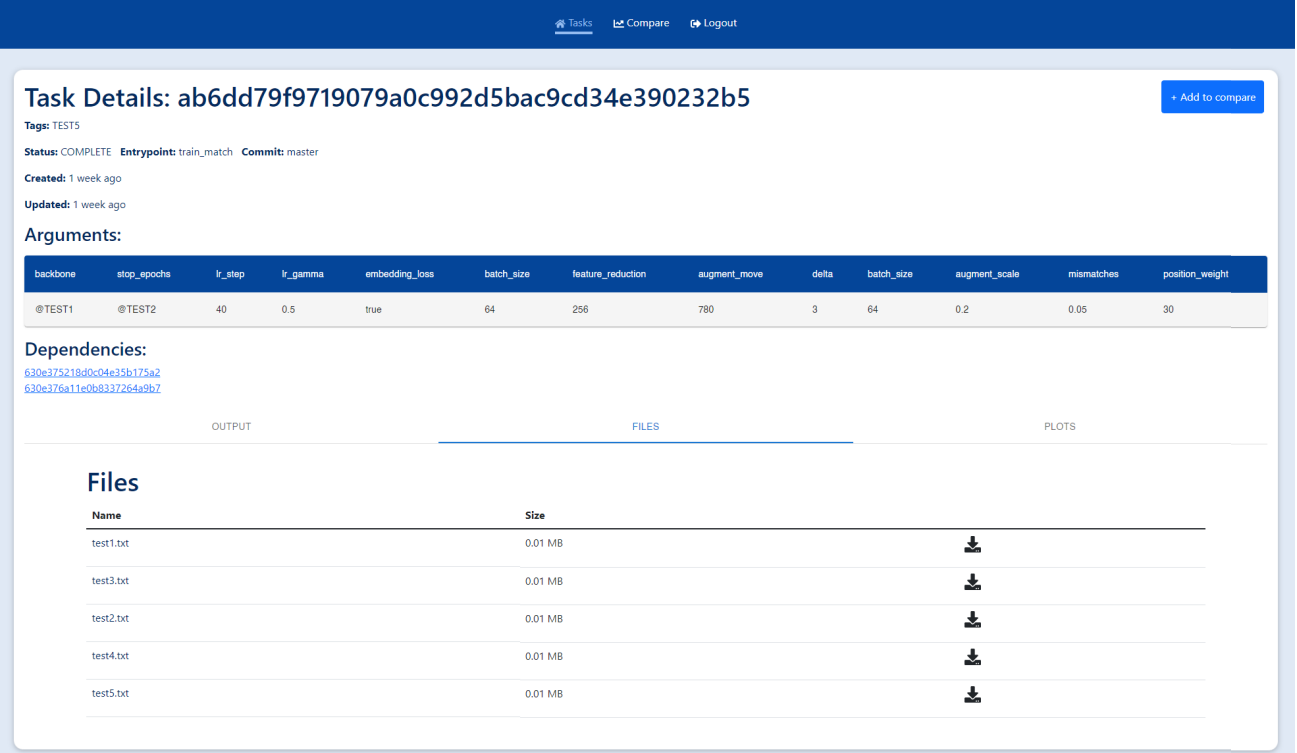 Tasks Compare Logout
Task Details: ab6dd79f9719079a0c992d5bac9cd34e390232b5
+ Add to compare
Tags: TEST5
Status: COMPLETE Entrypoint: train_match Commit: master
Created: 1 week ago
Updated: 1 week ago
Arguments:
backbone stop_epochs lr_step lr_gamma embedding_loss batch_size feature_reduction augment_move delta batch_size augment_scale mismatches position_weight
@TEST1 @TEST2 40 0.5 true 64 256 780 3 64 0.2 0.05 30
Dependencies:
630e375218d0c04e35b175a2
630e376a11e0b8337264a9b7
OUTPUT FILES PLOTS
Files
Name Size
test1.txt 0.01 MB
test3.txt 0.01 MB
test2.txt 0.01 MB
test4.txt 0.01 MB
test5.txt 0.01 MB